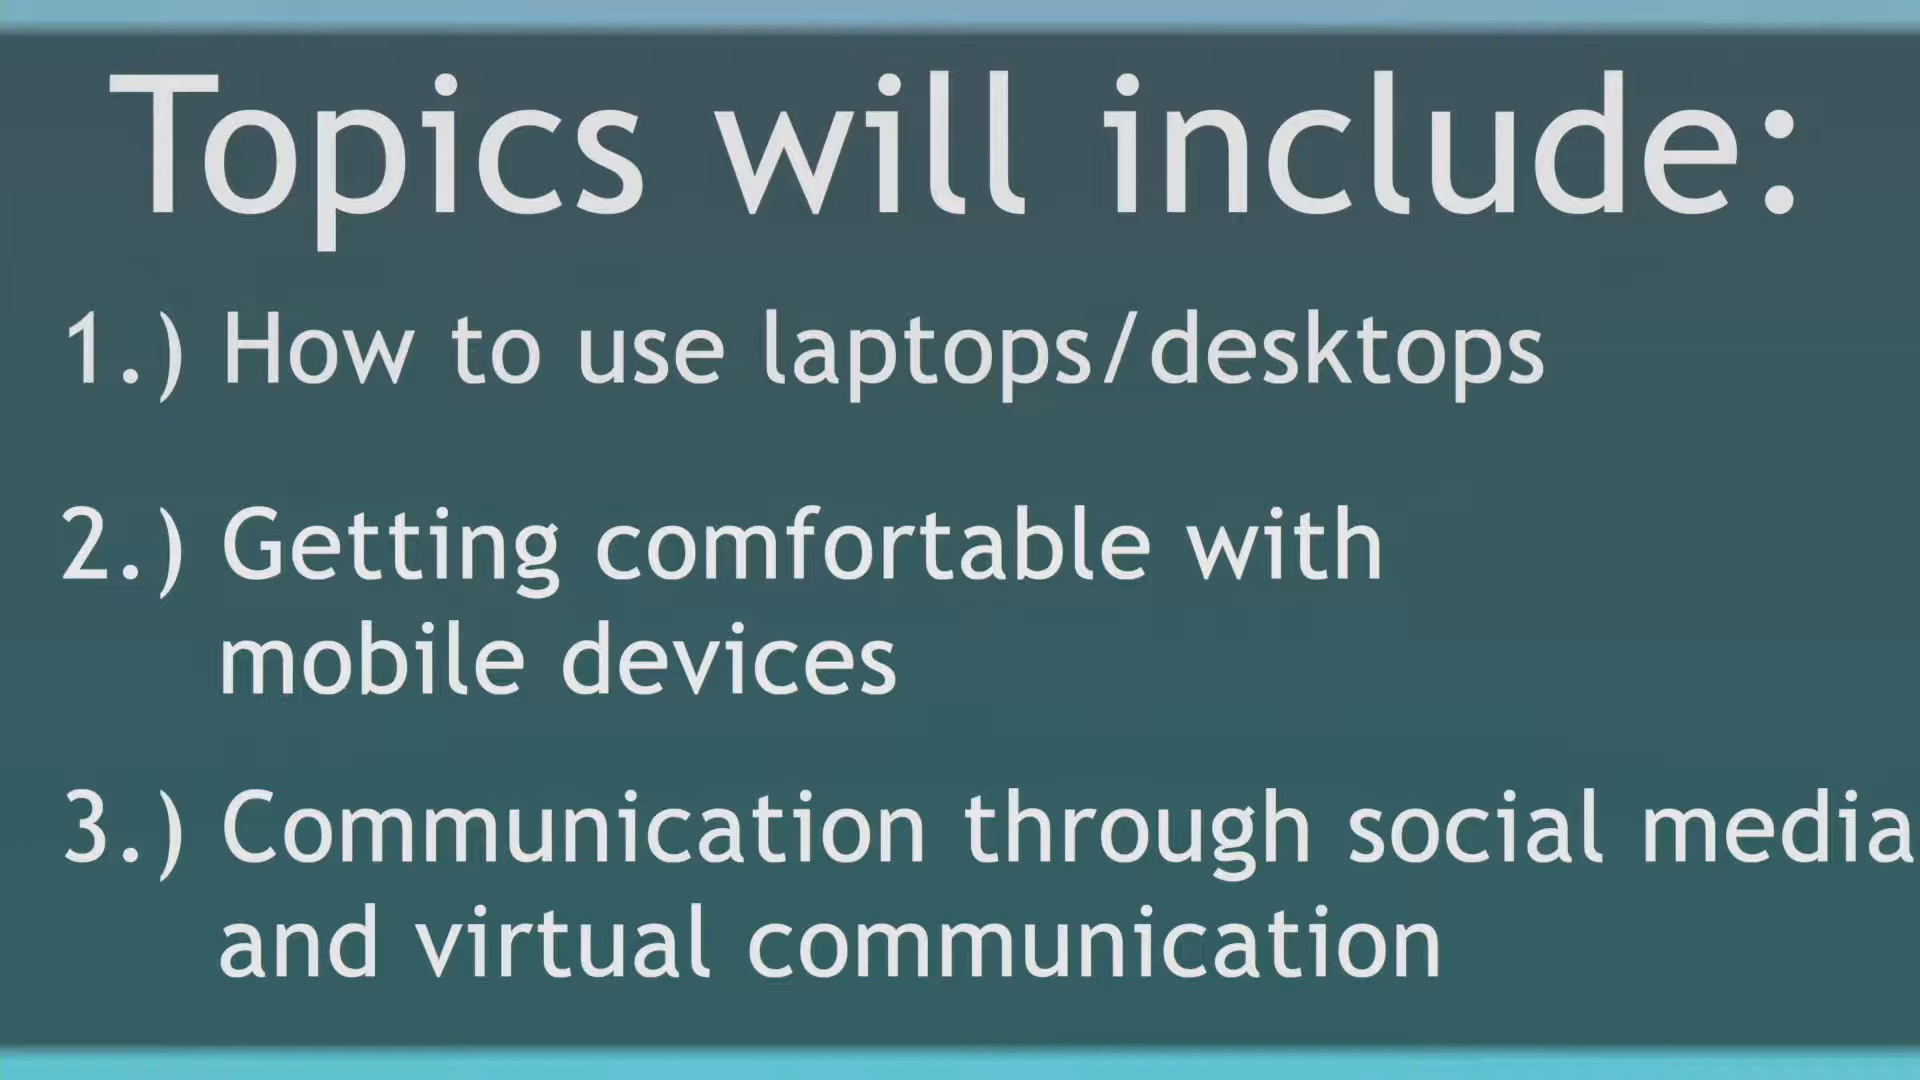 Topics will include:
1.) How to use laptops/desktops
2.) Getting comfortable with
mobile devices
3.) Communication through social media
and virtual communication